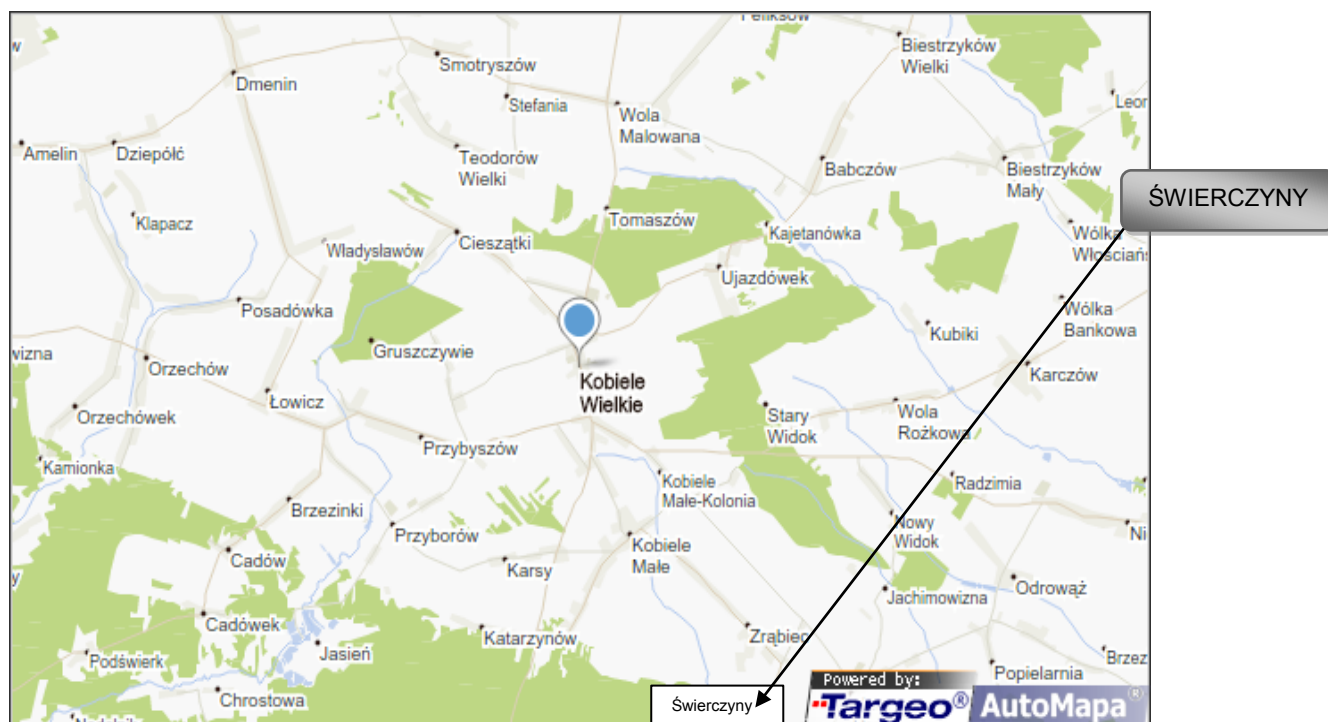 Biestrzyków
Wielki
Smotryszów
Dmenin
Stefania
Wola
Malowana
Leor
Amelin
Dziepółć
Teodorów
Wielki
Babczów
Biestrzyków
Mały
ŚWIERCZYNY
Klapacz
Tomaszów
Kajetanówka
Wólka
Włościańs
Władysławów
Cieszątki
Ujazdówek
Posadówka
Wólka
Bankowa
Kubiki
wizna
Orzechów
Gruszczywie
Karczów
Kobiele
Wielkie
Łowicz
Orzechówek
Stary
Widok
Wola
Rożkowa
Przybyszów
Kamionka
Kobiele
Małe-Kolonia
Radzimia
Brzezinki
Nowy
Widok
Ni
Przyborów
Kobiele
Małe
Cadów
Karsy
y
Odrowąż
Jachimowizna
Cadówek
Katarzynów
Zrąbiec
Jasień
Podświerk
Brzez
Popielarnia
Chrostowa
Świerczyny
Powered by:
Targeo® AutoMapa®